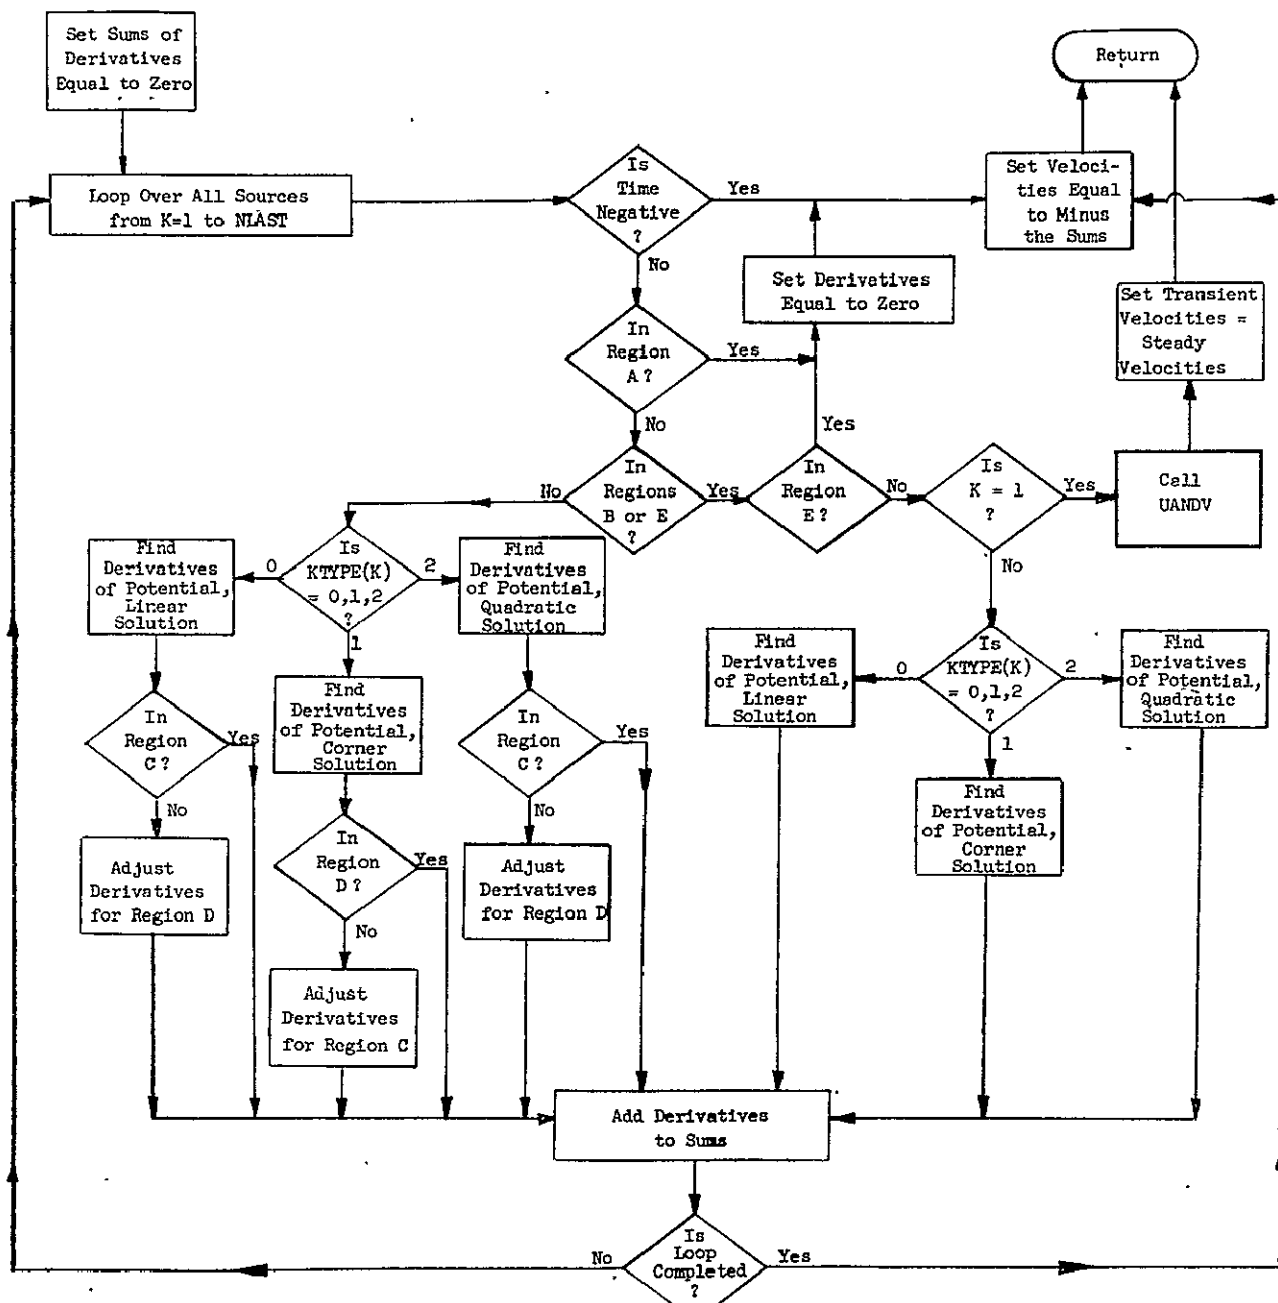 Set Sums of
Derivatives
Equal to Zero
Return
Loop Over All Sources
from K=1 to NLAST
Is
Time
Negative
?
Yes
No
Set Veloci-
ties Equal
to Minus
the Sums
Set Derivatives
Equal to Zero
Set Transient
Velocities =
Steady
Velocities
In
Region
A?
Yes
No
In
Regions
B or E
?
No
Yes
In
Region
E?
Yes
No
Is
K = 1
?
Yes
No
Call
UANDV
Find
Derivatives
of Potential,
Linear
Solution
0
Is
KTYPE(K)
= 0,1,2
?
2
1
Find
Derivatives
of Potential,
Quadratic
Solution
Find
Derivatives
of Potential,
Linear
Solution
0
Is
KTYPE(K)
= 0,1,2
?
2
1
Find
Derivatives
of Potential,
Quadratic
Solution
In
Region
C?
Yes
No
Find
Derivatives
of Potential,
Corner
Solution
In
Region
C?
Yes
No
Find
Derivatives
of Potential,
Corner
Solution
Adjust
Derivatives
for Region D
In
Region
D?
Yes
No
Adjust
Derivatives
for Region D
Adjust
Derivatives
for Region C
Add Derivatives
to Sums
Is
Loop
Completed
?
No
Yes